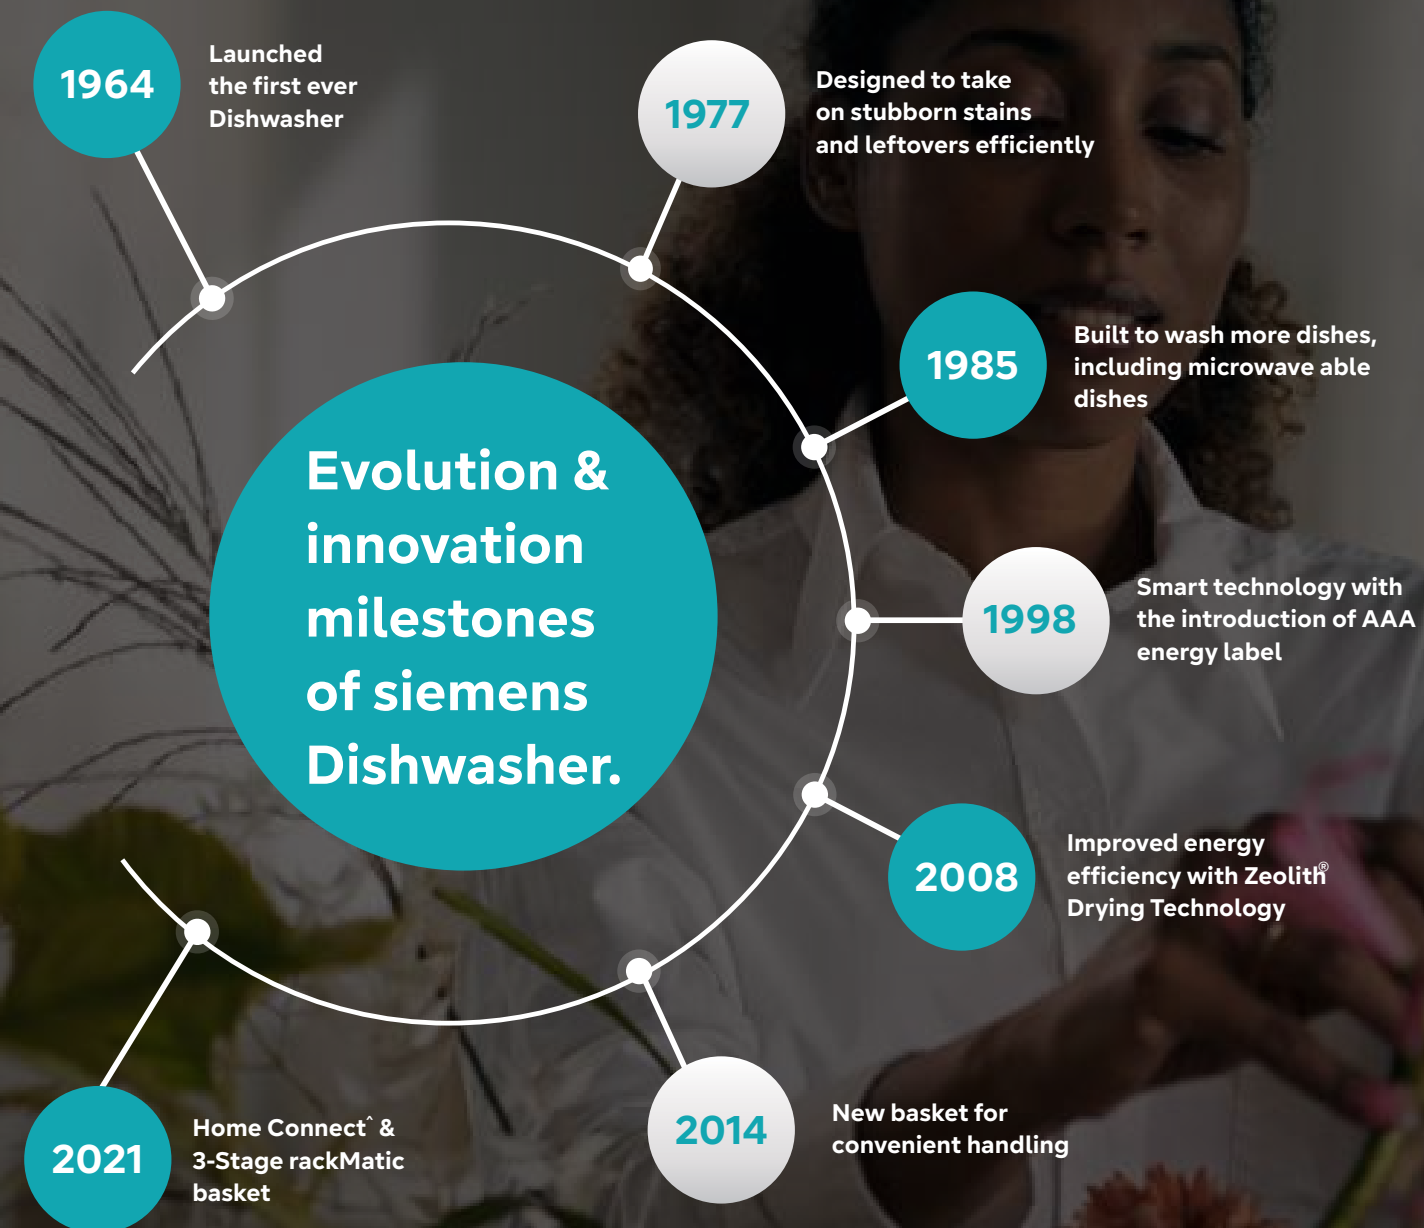 1964
Launched
the first ever
Dishwasher
1977
Designed to take
on stubborn stains
and leftovers efficiently
1985
Built to wash more dishes,
including microwave able
dishes
Evolution &
innovation
milestones
of siemens
Dishwasher.
1998
Smart technology with
the introduction of AAA
energy label
2008
Improved energy
efficiency with Zeolith®
Drying Technology
2014
New basket for
convenient handling
2021
Home Connect^ &
3-Stage rackMatic
basket